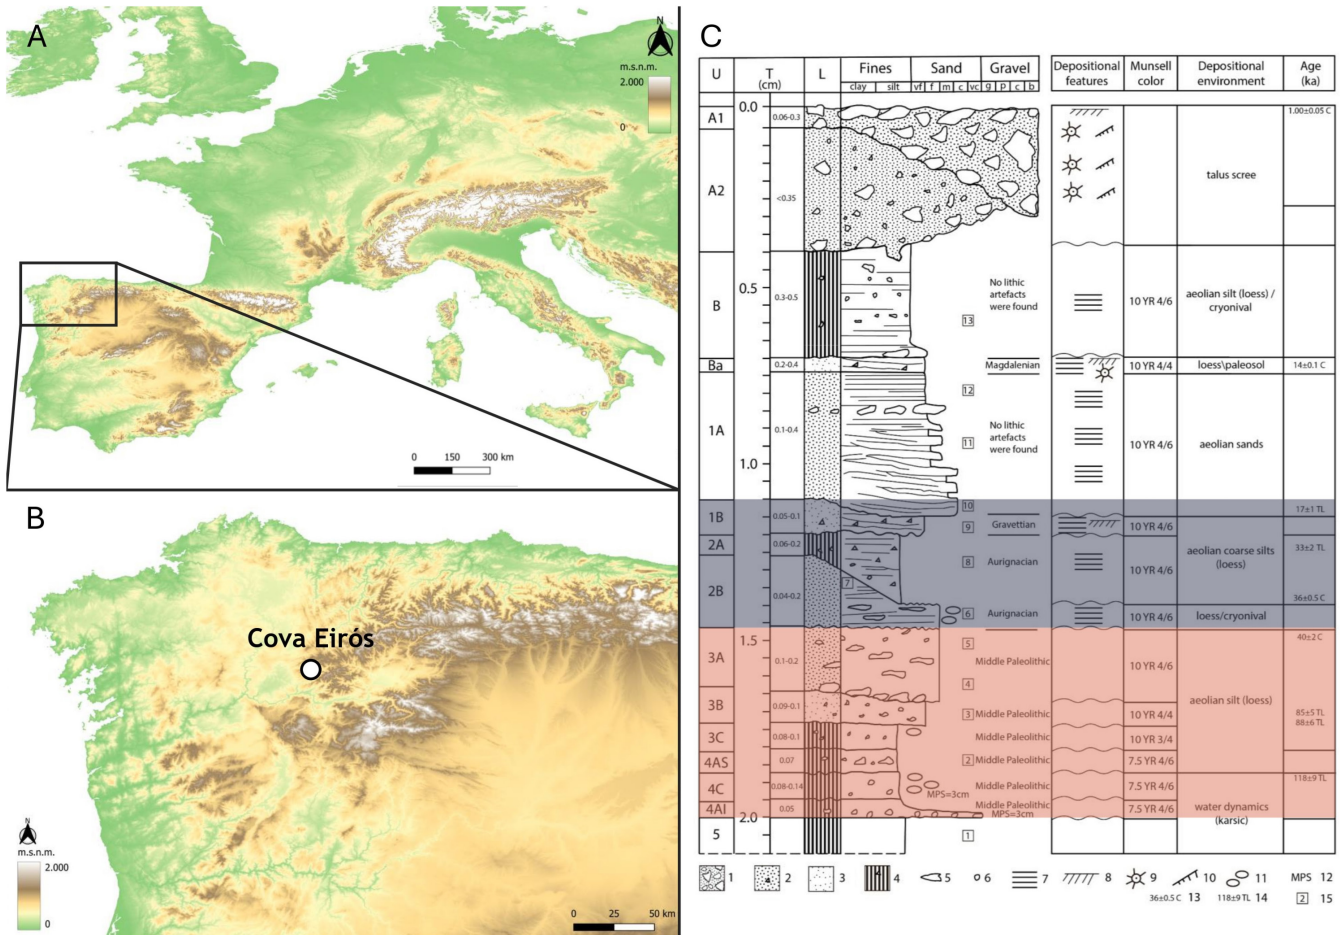 A
N
m.s.n.m.
2.000
0
0 150 300 km
B
Cova Eirós
N
m.s.n.m.
2.000
0
0 25 50 km
C
U T (cm) L Fines Sand Gravel Depositional features Munsell color Depositional environment Age (ka)
clay silt vf f m c vc g p c b
0.0
A1 0.06-0.3 1.00±0.05 C
A2 <0.35 talus scree
B 0.5 0.3-0.5 No lithic artefacts were found 13 10 YR 4/6 aeolian silt (loess) / cryonival
Ba 0.2-0.4 Magdalenian 10 YR 4/4 loess\paleosol 14±0.1 C
12
1A 0.1-0.4 No lithic artefacts were found 11 10 YR 4/6 aeolian sands
1.0
10 17±1 TL
1B 0.05-0.1 9 Gravettian 10 YR 4/6
2A 0.06-0.2 8 Aurignacian 10 YR 4/6 aeolian coarse silts (loess) 33±2 TL
2B 0.04-0.2 7 36±0.5 C
6 Aurignacian 10 YR 4/6 loess/cryonival
1.5 5 40±2 C
3A 0.1-0.2 Middle Paleolithic 10 YR 4/6
4
aeolian silt (loess)
3B 0.09-0.1 3 Middle Paleolithic 10 YR 4/4 85±5 TL
88±6 TL
3C 0.08-0.1 10 YR 3/4
4AS 0.07 2 Middle Paleolithic 7.5 YR 4/6
4C 0.08-0.14 MPS=3cm Middle Paleolithic 7.5 YR 4/6 118±9 TL
4AI 0.05 Middle Paleolithic 7.5 YR 4/6 water dynamics (karsic)
MPS=3cm
2.0
5 1
1 2 3 4 5 6 7 8 9 10 11 MPS 12
36±0.5 C 13 118±9 TL 14 2 15